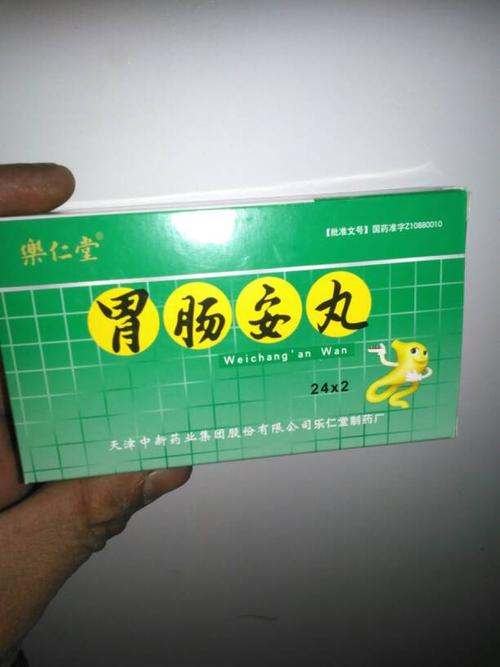 樂仁堂®
【批准文号】国药准字Z10880010
胃肠安丸
Weichang'an Wan
24x2
天津中新药业集团股份有限公司乐仁堂制药厂